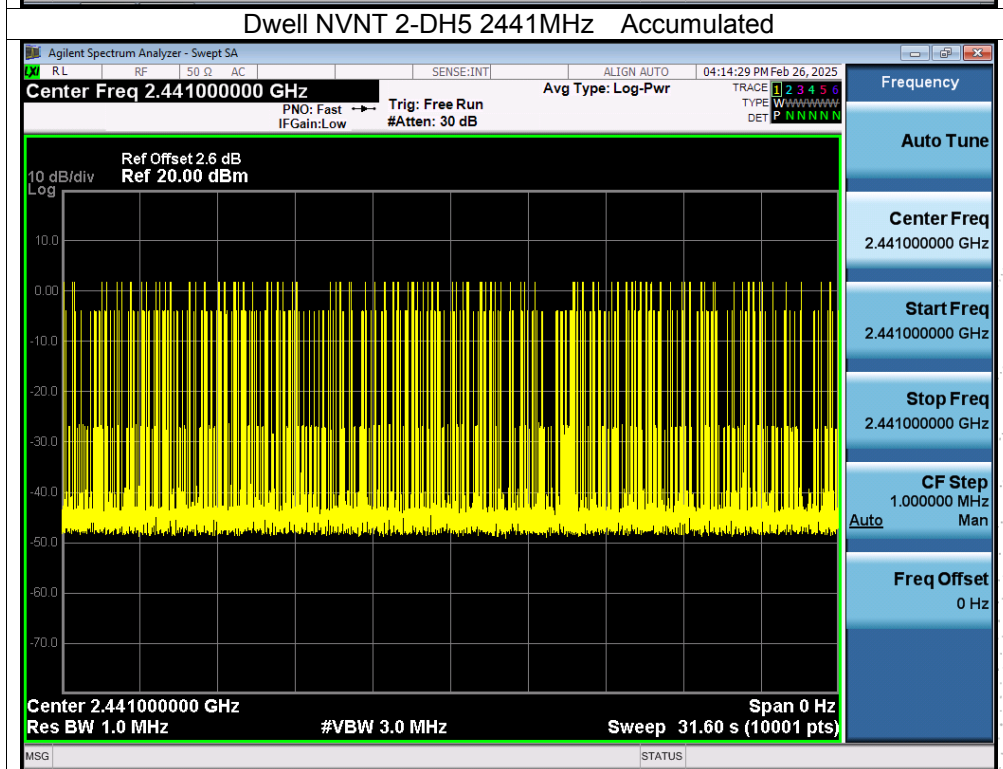 Dwell NVNT 2-DH5 2441MHz Accumulated
Agilent Spectrum Analyzer - Swept SA
LXI RL RF 50 Ω AC SENSE:INT ALIGN AUTO 04:14:29 PM Feb 26, 2025
Center Freq 2.441000000 GHz
PNO: Fast
IFGain:Low
Trig: Free Run
#Atten: 30 dB
Avg Type: Log-Pwr
TRACE 1 2 3 4 5 6
TYPE WWWWWWW
DET P N N N N N
Ref Offset 2.6 dB
10 dB/div Ref 20.00 dBm
Log
10.0
0.00
-10.0
-20.0
-30.0
-40.0
-50.0
-60.0
-70.0
Center 2.441000000 GHz Span 0 Hz
Res BW 1.0 MHz #VBW 3.0 MHz Sweep 31.60 s (10001 pts)
MSG STATUS
Frequency
Auto Tune
Center Freq
2.441000000 GHz
Start Freq
2.441000000 GHz
Stop Freq
2.441000000 GHz
CF Step
1.000000 MHz
Auto Man
Freq Offset
0 Hz